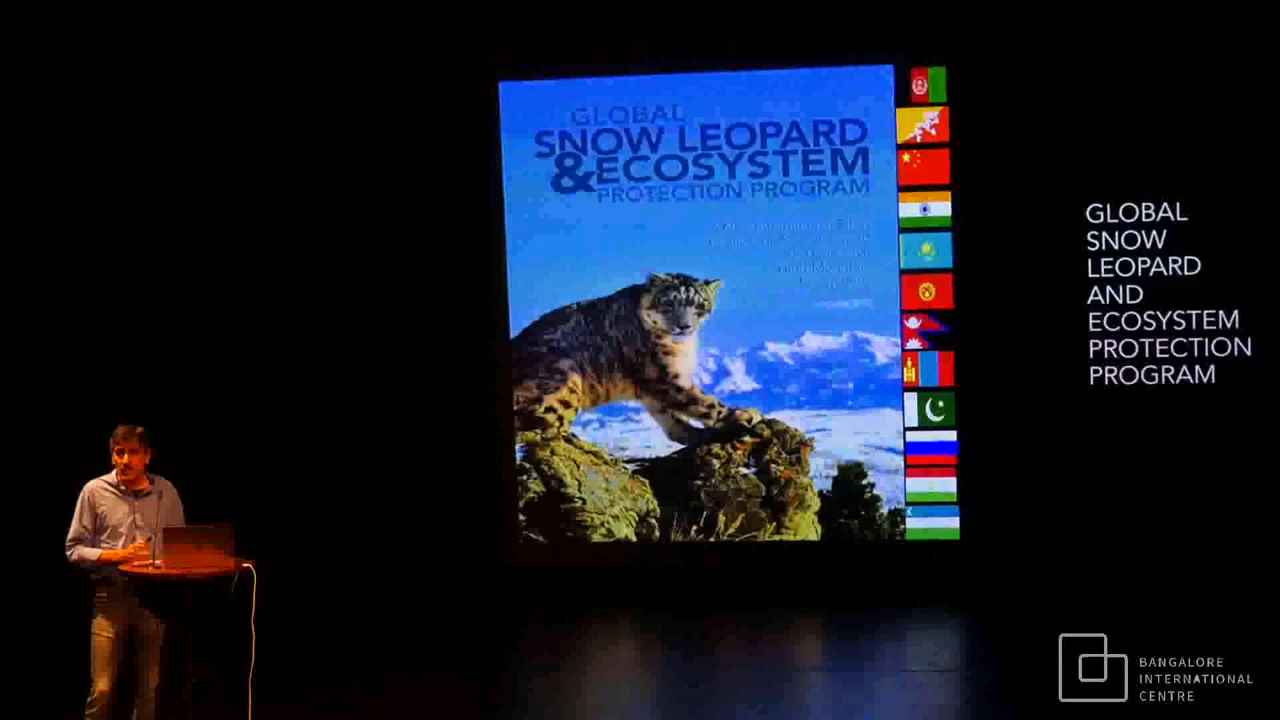 GLOBAL
SNOW LEOPARD
& ECOSYSTEM
PROTECTION PROGRAM
GLOBAL
SNOW
LEOPARD
AND
ECOSYSTEM
PROTECTION
PROGRAM
BANGALORE
INTERNATIONAL
CENTRE